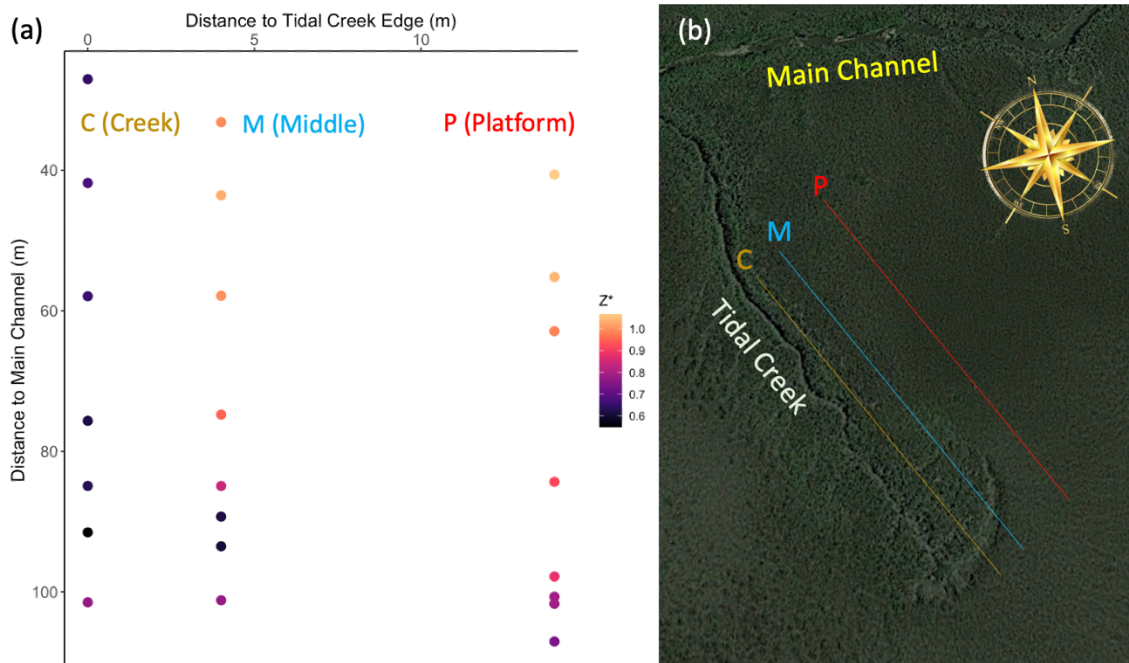 (a)
Distance to Tidal Creek Edge (m)
0
5
10
C (Creek)
M (Middle)
P (Platform)
Distance to Main Channel (m)
40
60
80
100
Z*
1.0
0.9
0.8
0.7
0.6
(b)
Main Channel
N
S
P
M
C
Tidal Creek